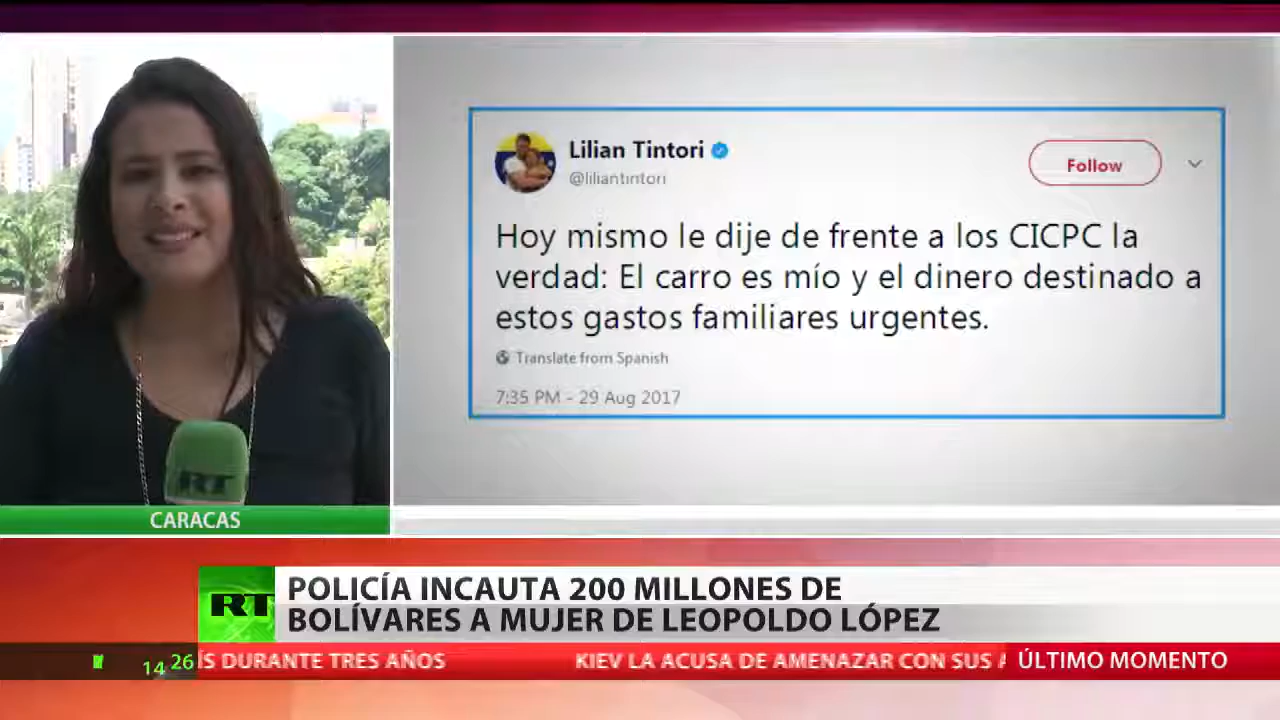 Lilian Tintori
@liliantintori
Follow
Hoy mismo le dije de frente a los CICPC la
verdad: El carro es mío y el dinero destinado a
estos gastos familiares urgentes.
Translate from Spanish
7:35 PM - 29 Aug 2017
RT
CARACAS
RT
POLICÍA INCAUTA 200 MILLONES DE
BOLÍVARES A MUJER DE LEOPOLDO LÓPEZ
14 26
ÍS DURANTE TRES AÑOS
KIEV LA ACUSA DE AMENAZAR CON SUS
ÚLTIMO MOMENTO